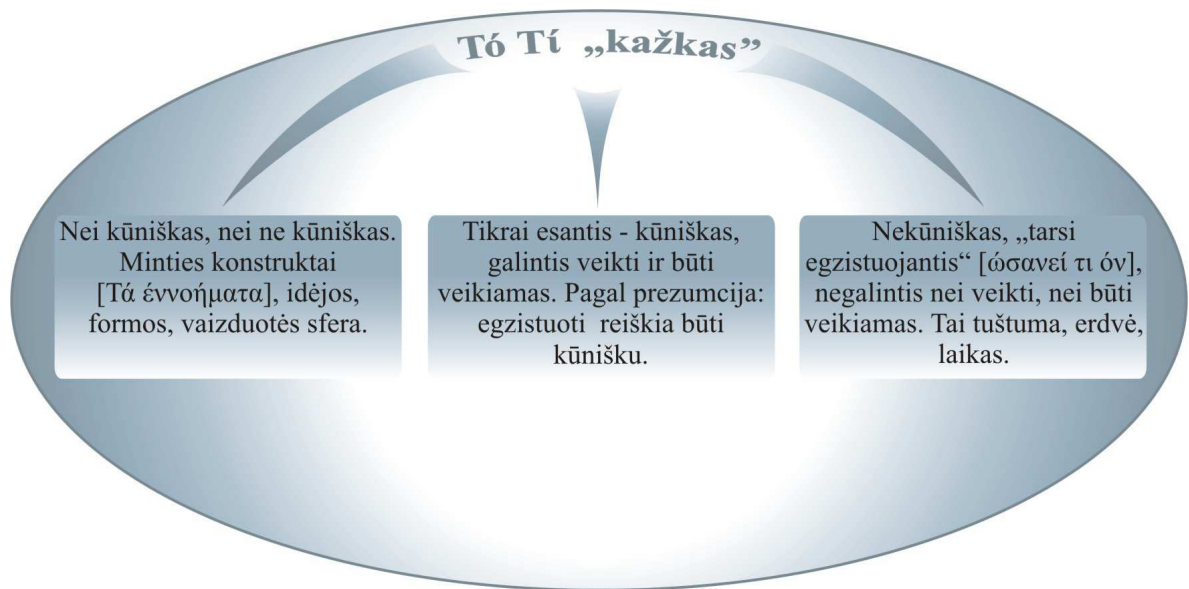 Tó Tí „kažkas”
Nei kūniškas, nei ne kūniškas.
Minties konstruktai
[Τά έννοήματα], idėjos,
formos, vaizduotės sfera.
Tikrai esantis - kūniškas,
galintis veikti ir būti
veikiamas. Pagal prezumcija:
egzistuoti reiškia būti
kūnišku.
Nekūniškas, „tarsi
egzistuojantis“ [ώσανεί τι όν],
negalintis nei veikti, nei būti
veikiamas. Tai tuštuma, erdvė,
laikas.